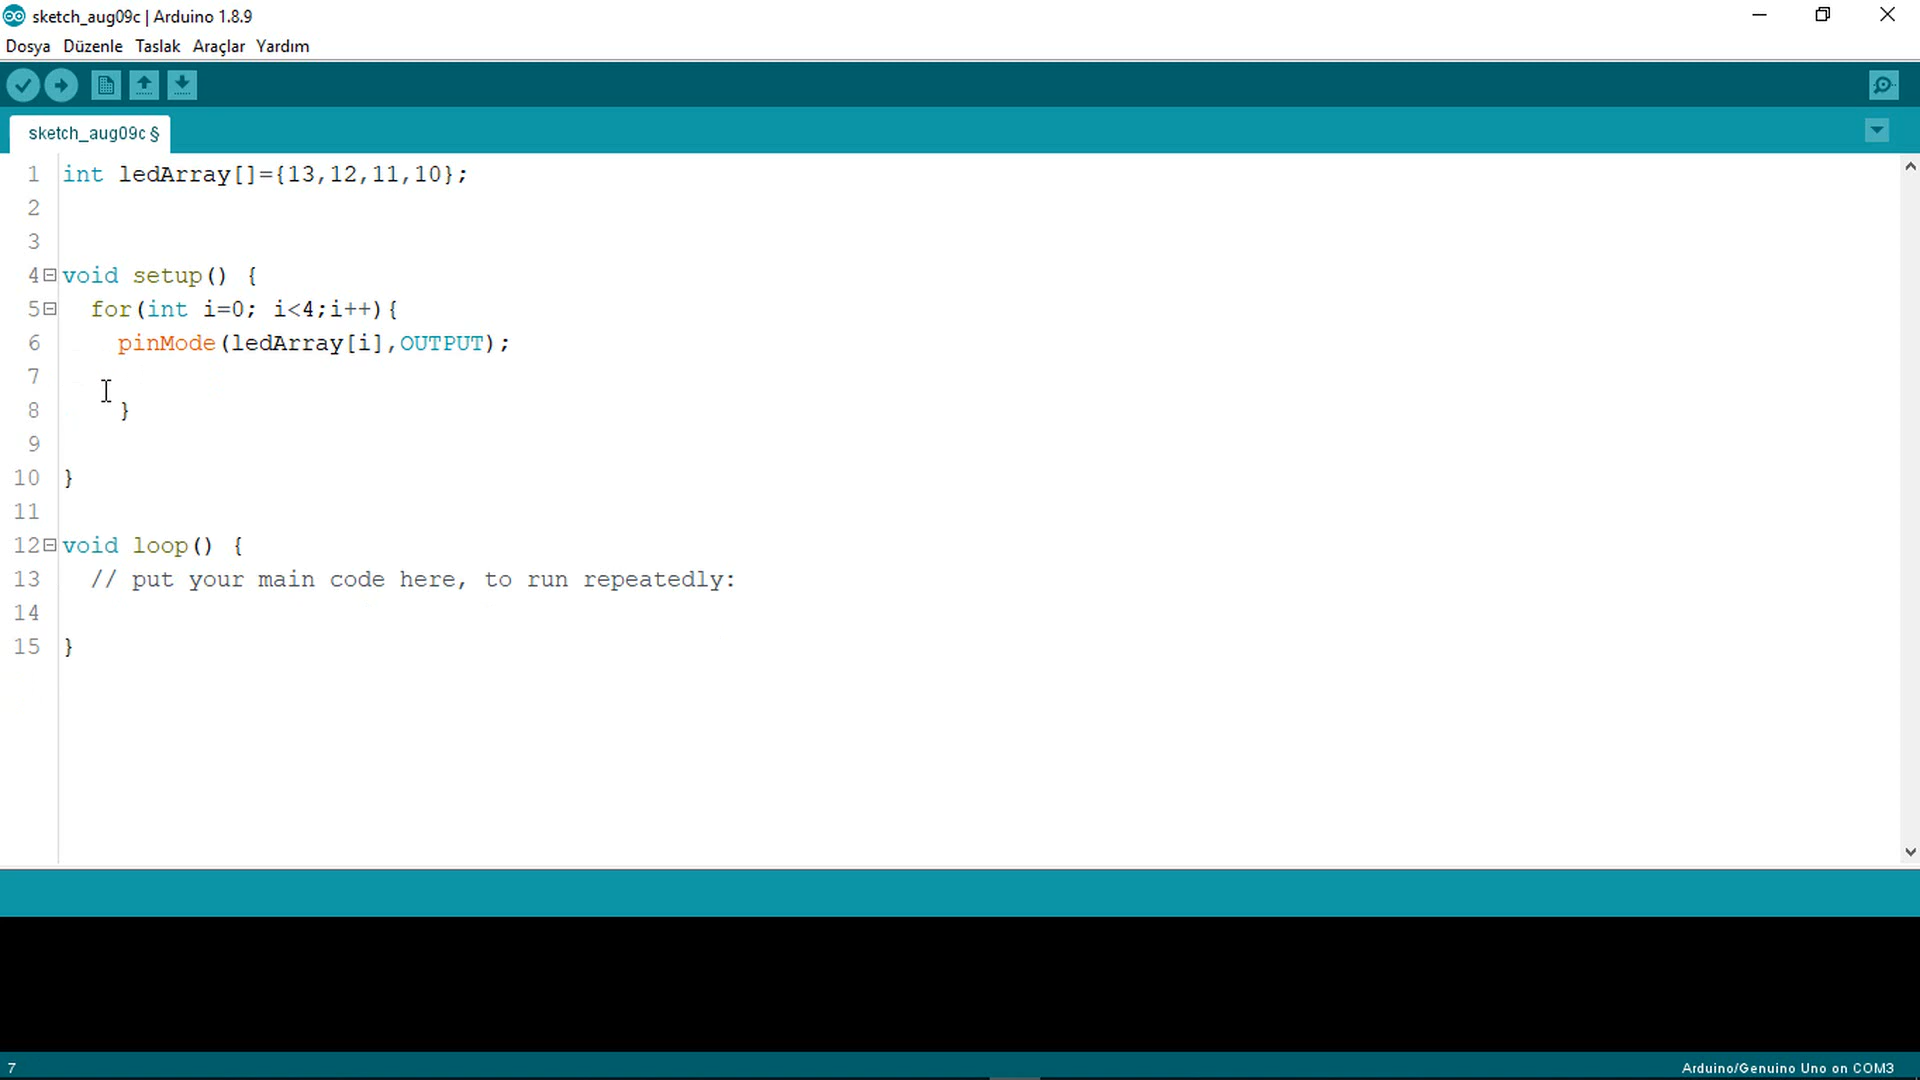 sketch_aug09c | Arduino 1.8.9
Dosya Düzenle Taslak Araçlar Yardım
sketch_aug09c §
1 int ledArray[]={13,12,11,10};
2
3
4 void setup() {
5 for(int i=0; i<4;i++){
6 pinMode(ledArray[i],OUTPUT);
7
8 }
9
10 }
11
12 void loop() {
13 // put your main code here, to run repeatedly:
14
15 }
7 Arduino/Genuino Uno on COM3